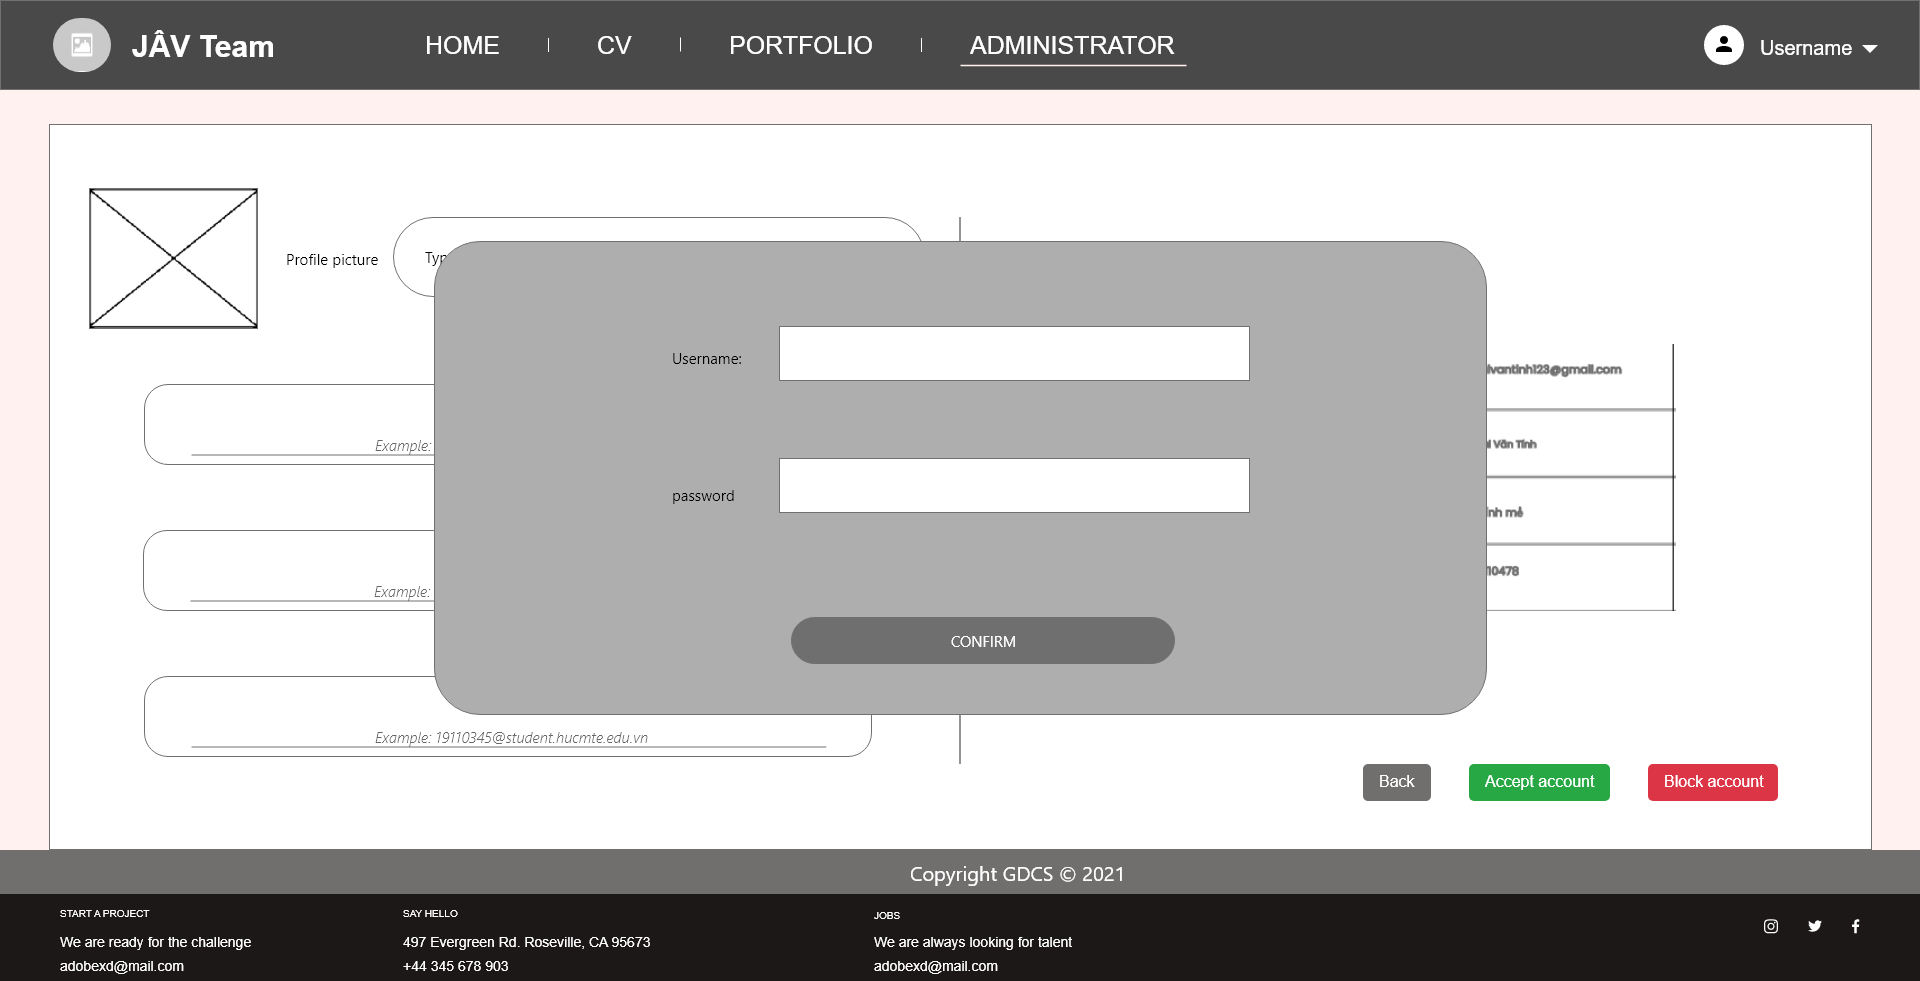 JÂV Team
HOME | CV | PORTFOLIO | ADMINISTRATOR
Username
Profile picture
Username:
password
CONFIRM
Example:
Example:
Example: 19110345@student.hucmte.edu.vn
ivantinh123@gmail.com
Văn Tính
10478
Back
Accept account
Block account
Copyright GDCS © 2021
START A PROJECT
We are ready for the challenge
adobexd@mail.com
SAY HELLO
497 Evergreen Rd. Roseville, CA 95673
+44 345 678 903
JOBS
We are always looking for talent
adobexd@mail.com